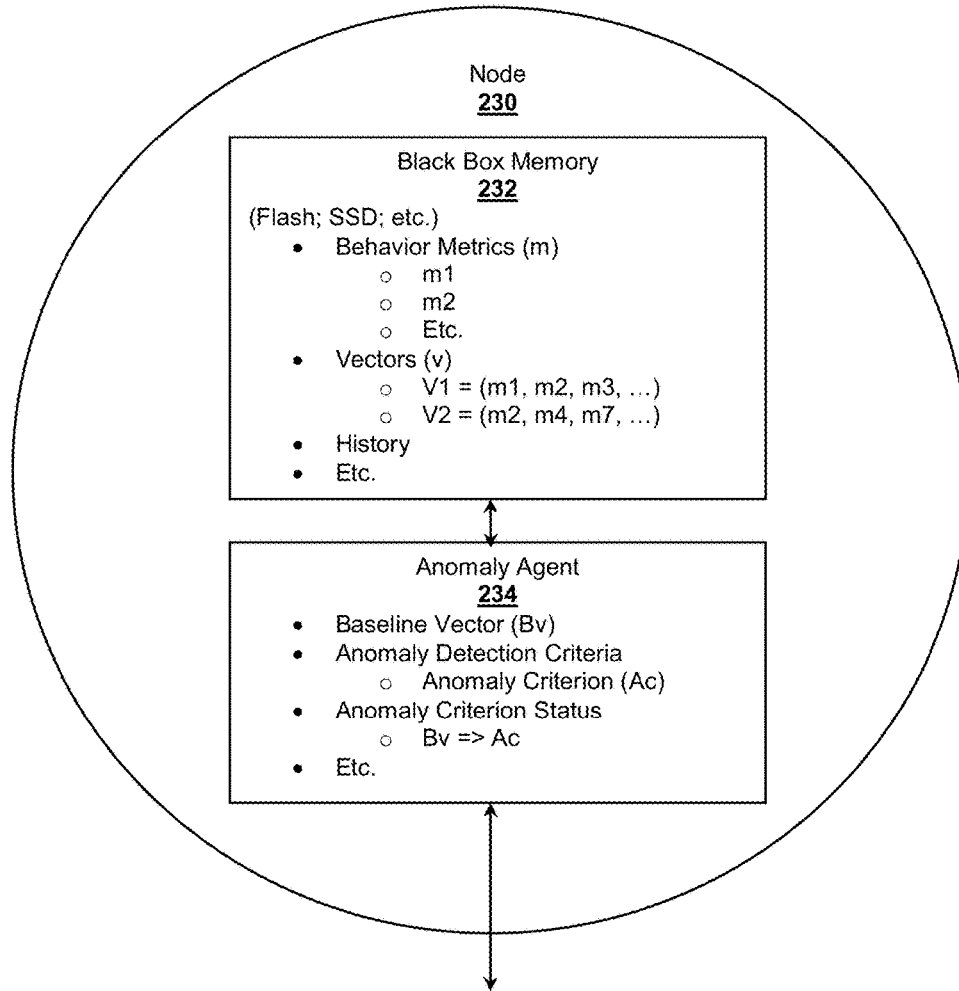 Node
230
Black Box Memory
232
(Flash; SSD; etc.)
• Behavior Metrics (m)
○ m1
○ m2
○ Etc.
• Vectors (v)
○ V1 = (m1, m2, m3, …)
○ V2 = (m2, m4, m7, …)
• History
• Etc.
Anomaly Agent
234
• Baseline Vector (Bv)
• Anomaly Detection Criteria
○ Anomaly Criterion (Ac)
• Anomaly Criterion Status
○ Bv => Ac
• Etc.